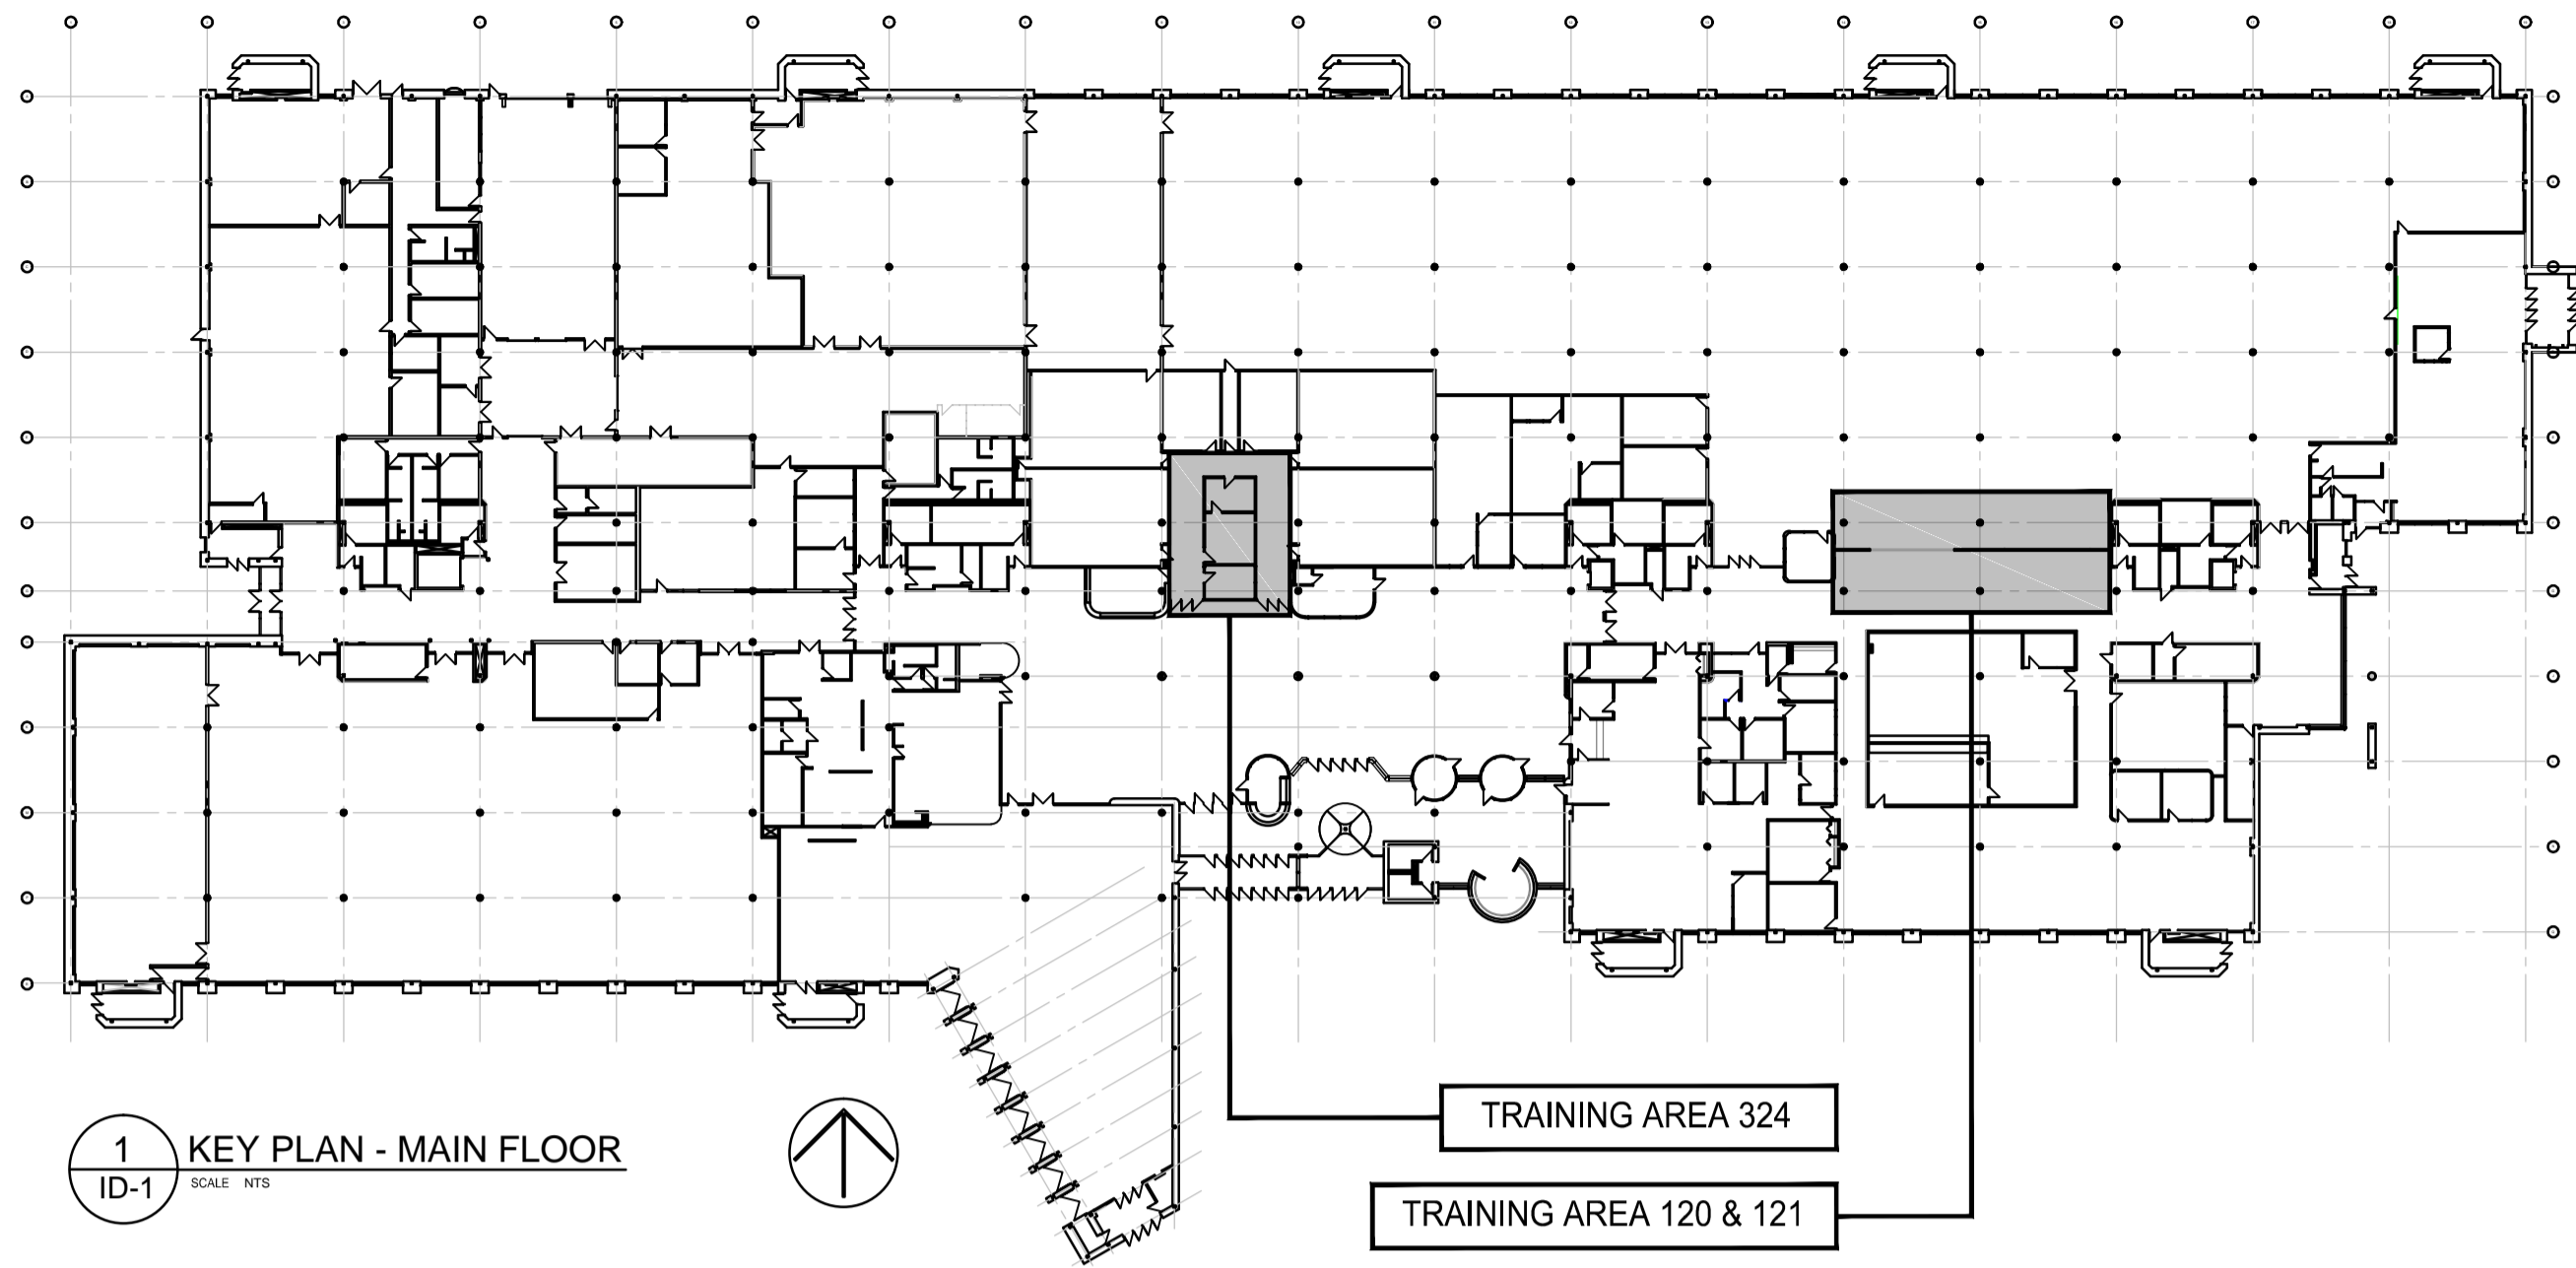 TRAINING AREA 324
1
KEY PLAN - MAIN FLOOR
ID-1
SCALE NTS
TRAINING AREA 120 & 121